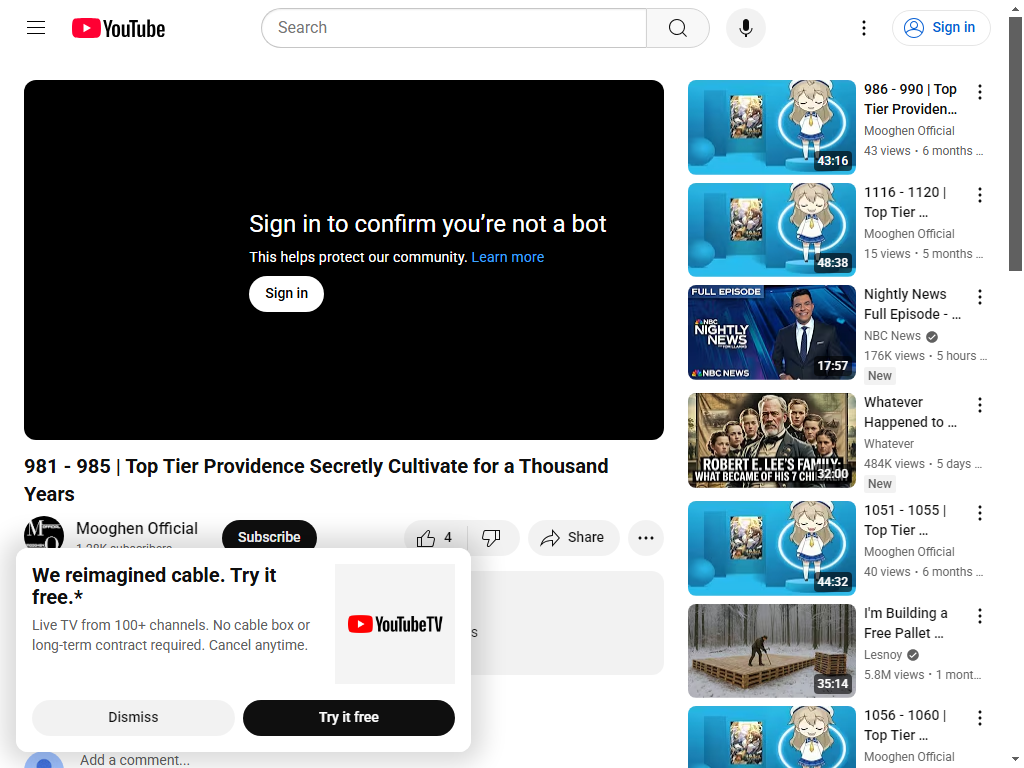 YouTube
Search
Sign in
Sign in to confirm you’re not a bot
This helps protect our community. Learn more
Sign in
981 - 985 | Top Tier Providence Secretly Cultivate for a Thousand
Years
Mooghen Official
Subscribe
4
Share
We reimagined cable. Try it
free.*
Live TV from 100+ channels. No cable box or
long-term contract required. Cancel anytime.
YouTubeTV
Dismiss
Try it free
Add a comment...
43:16
986 - 990 | Top
Tier Providen...
Mooghen Official
43 views • 6 months ...
48:38
1116 - 1120 |
Top Tier ...
Mooghen Official
15 views • 5 months ...
FULL EPISODE
NBC
NIGHTLY
NEWS
NBC NEWS
17:57
Nightly News
Full Episode - ...
NBC News
176K views • 5 hours ...
New
ROBERT E. LEE'S FAMILY
WHAT BECAME OF HIS 7
32:00
Whatever
Happened to ...
Whatever
484K views • 5 days ...
New
44:32
1051 - 1055 |
Top Tier ...
Mooghen Official
40 views • 6 months ...
35:14
I'm Building a
Free Pallet ...
Lesnoy
5.8M views • 1 mont...
1056 - 1060 |
Top Tier ...
Mooghen Official